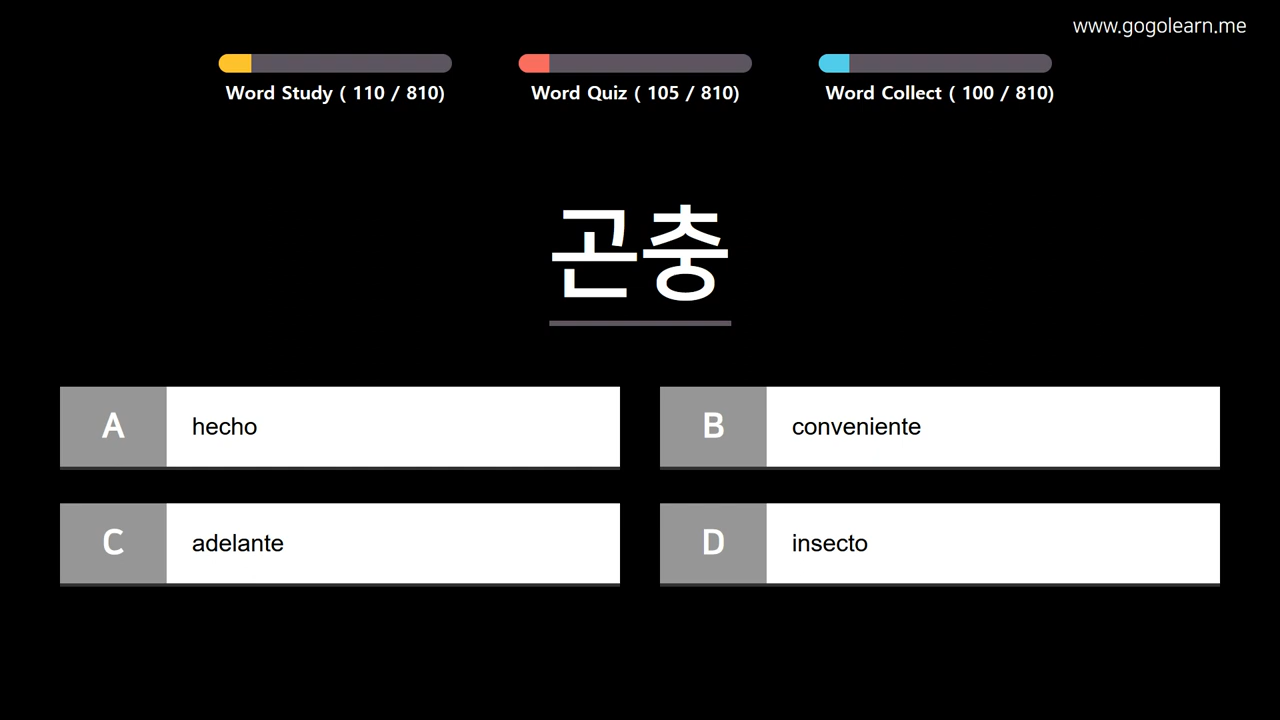 www.gogolearn.me
Word Study ( 110 / 810)
Word Quiz ( 105 / 810)
Word Collect ( 100 / 810)
곤충
A hecho
B conveniente
C adelante
D insecto